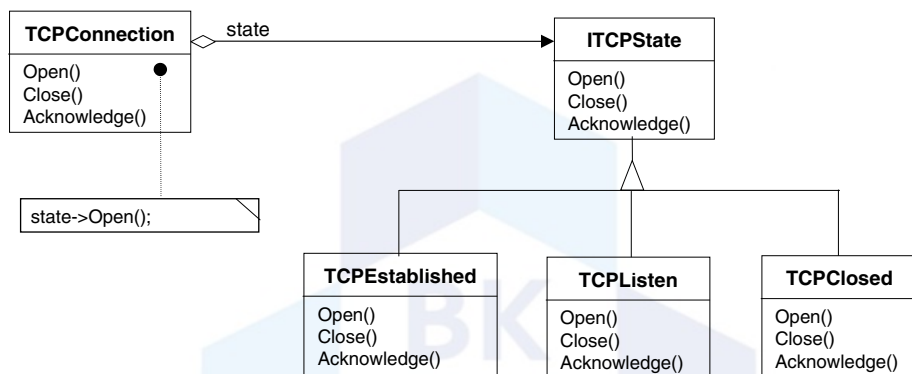 TCPConnection
Open()
Close()
Acknowledge()
state
ITCPState
Open()
Close()
Acknowledge()
state->Open();
TCPEstablished
Open()
Close()
Acknowledge()
TCPListen
Open()
Close()
Acknowledge()
TCPClosed
Open()
Close()
Acknowledge()
BK